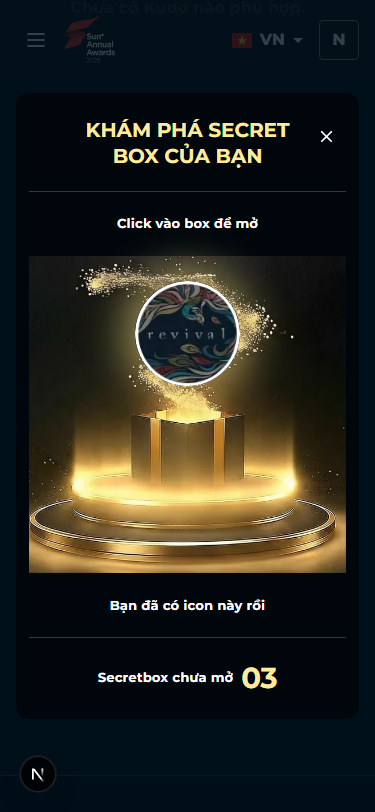 Chưa có Kudo nào phù hợp.
Sun*
Annual
Awards
2025
VN
N
KHÁM PHÁ SECRET
BOX CỦA BẠN
Click vào box để mở
revival
Bạn đã có icon này rồi
Secretbox chưa mở 03
N